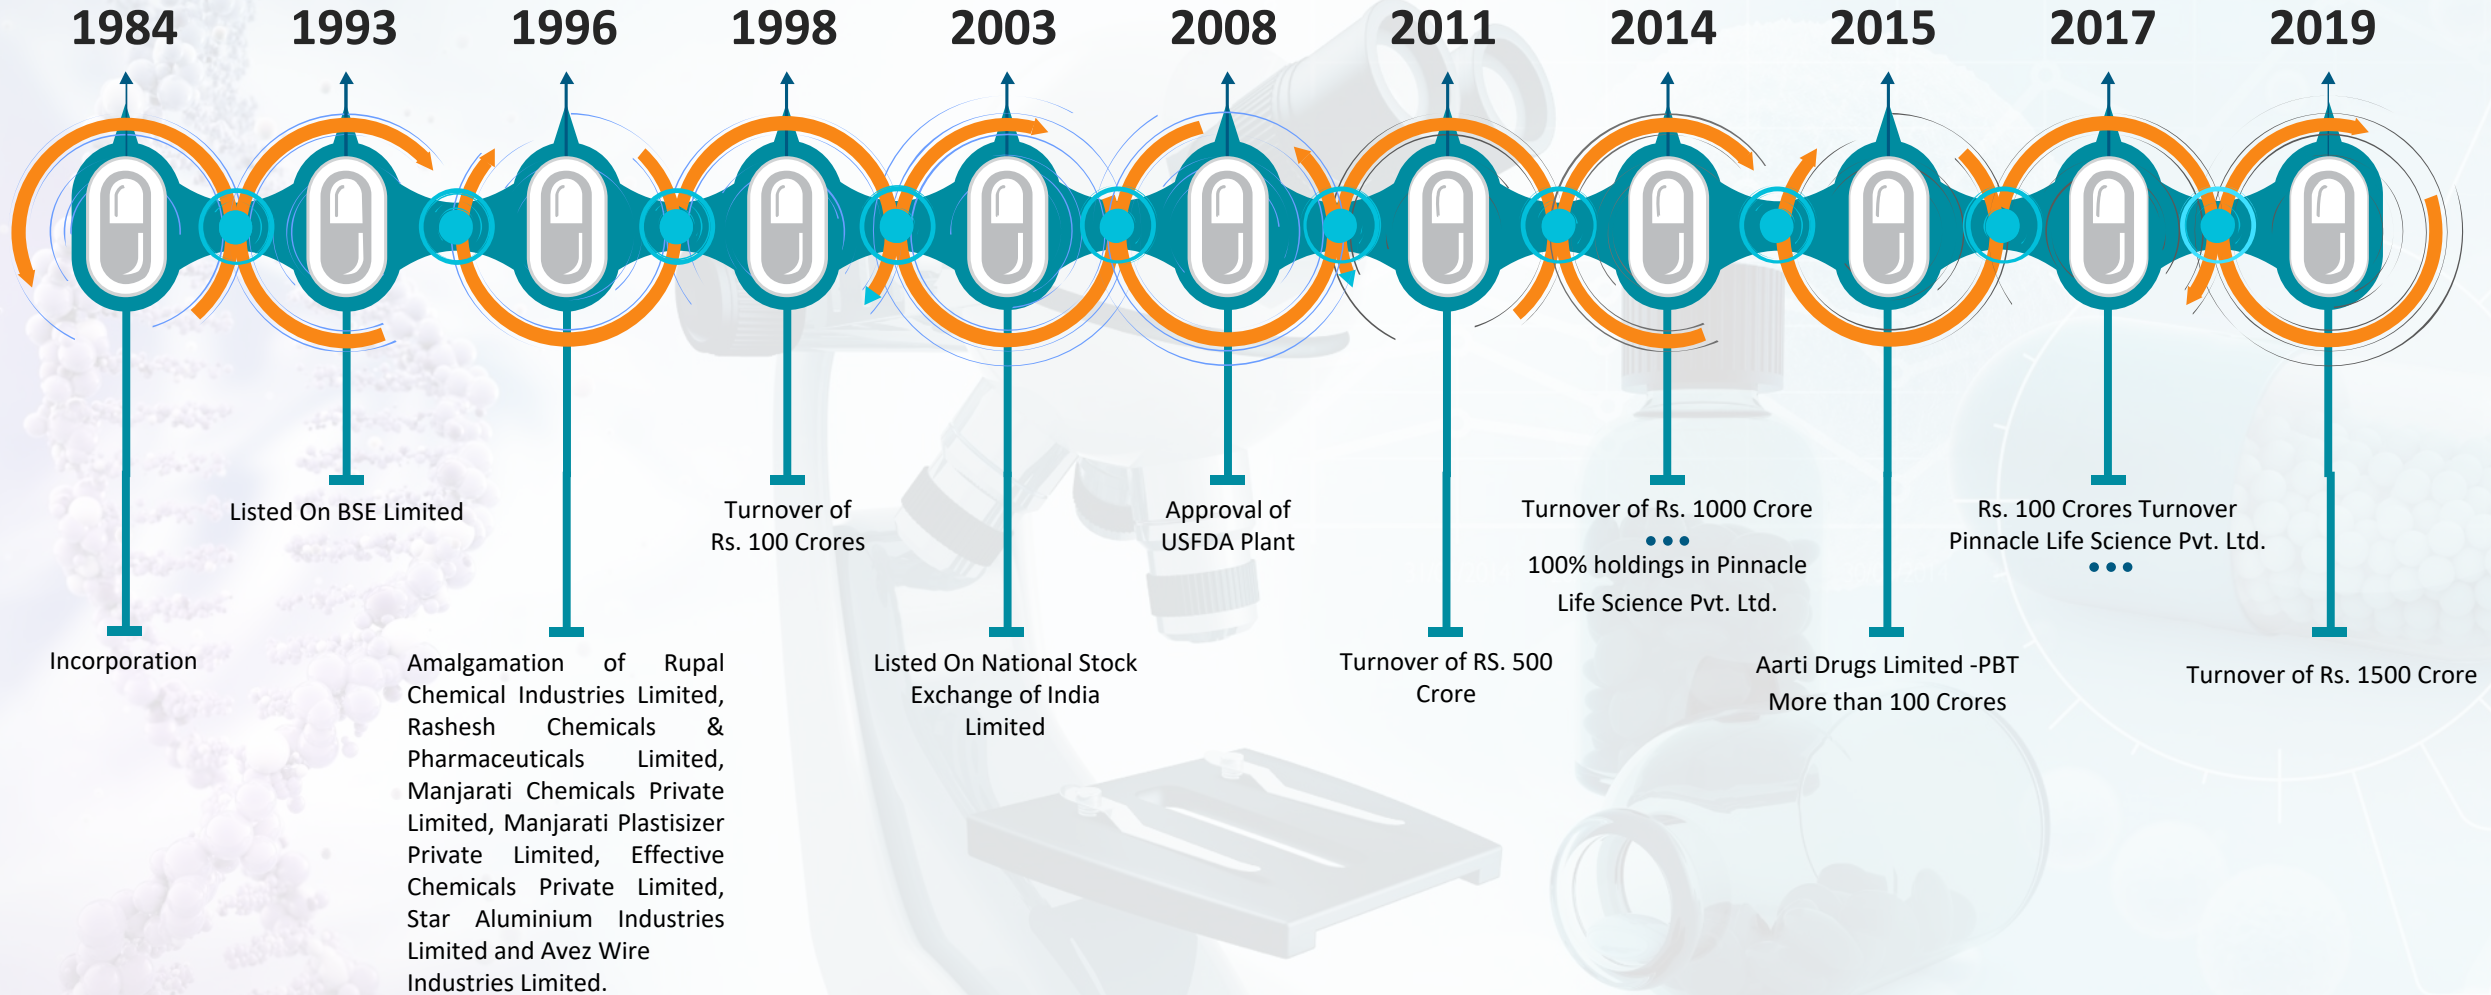 1984
1993
1996
1998
2003
2008
2011
2014
2015
2017
2019
Incorporation
Listed On BSE Limited
Amalgamation of Rupal
Chemical Industries Limited,
Rashesh Chemicals &
Pharmaceuticals Limited,
Manjarati Chemicals Private
Limited, Manjarati Plastisizer
Private Limited, Effective
Chemicals Private Limited,
Star Aluminium Industries
Limited and Avez Wire
Industries Limited.
Turnover of
Rs. 100 Crores
Listed On National Stock
Exchange of India
Limited
Approval of
USFDA Plant
Turnover of RS. 500
Crore
Turnover of Rs. 1000 Crore
100% holdings in Pinnacle
Life Science Pvt. Ltd.
Aarti Drugs Limited -PBT
More than 100 Crores
Rs. 100 Crores Turnover
Pinnacle Life Science Pvt. Ltd.
Turnover of Rs. 1500 Crore